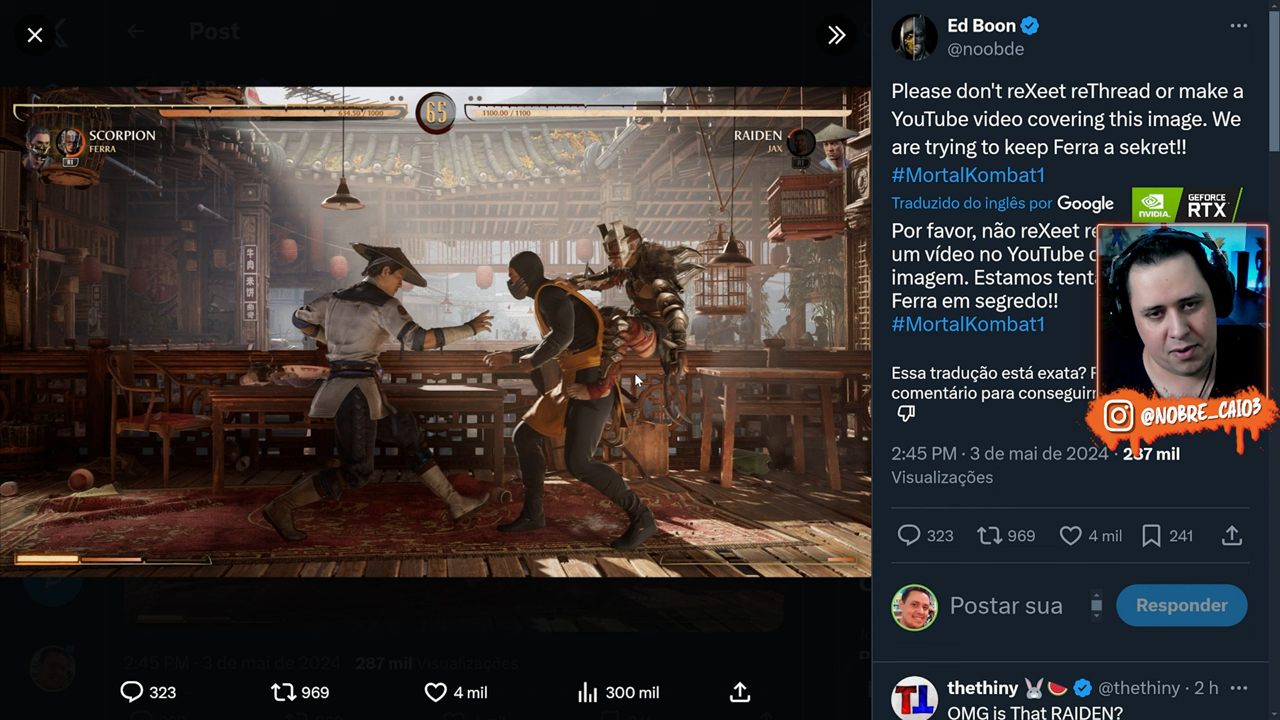 Post
65
634.50 / 1000
1100.00 / 1100
SCORPION
FERRA
RAIDEN
JAX
Ed Boon
@noobde
Please don't reXeet reThread or make a
YouTube video covering this image. We
are trying to keep Ferra a sekret!!
#MortalKombat1
Traduzido do inglês por Google
NVIDIA.
GEFORCE
RTX
Por favor, não reXeet
um vídeo no YouTube
imagem. Estamos
Ferra em segredo!!
#MortalKombat1
Essa tradução está exata?
comentário para
@NOBRE_CAIO3
2:45 PM · 3 de mai de 2024 · 287 mil
Visualizações
323
969
4 mil
241
Postar sua
Responder
2:45 PM · 3 de mai de 2024 287 mil Visualizações
323
969
4 mil
300 mil
thethiny @thethiny · 2 h
OMG is That RAIDEN?